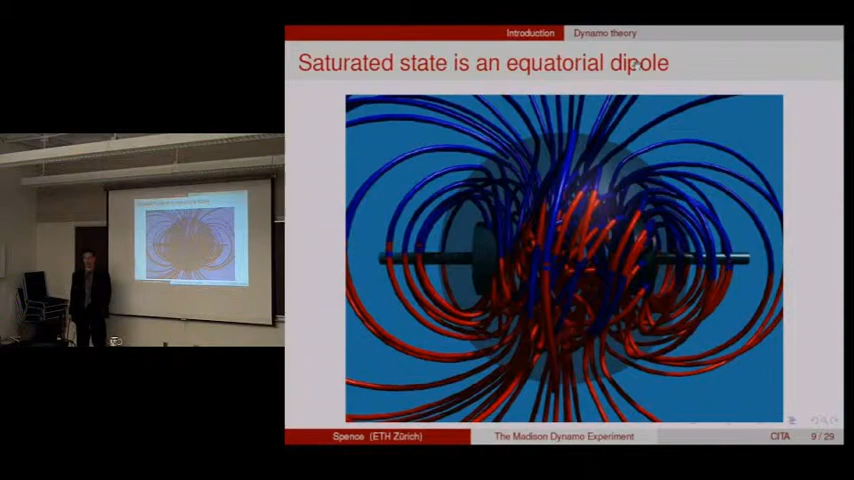 Introduction Dynamo theory
Saturated state is an equatorial dipole
Spence (ETH Zürich) The Madison Dynamo Experiment CITA 9 / 29